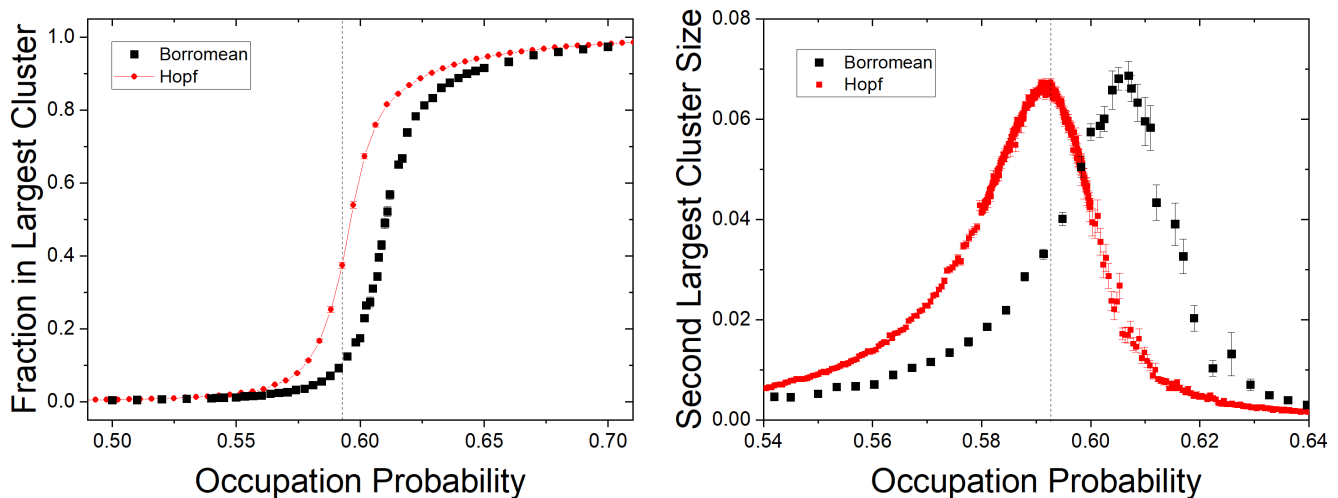 Fraction in Largest Cluster
1.0
0.8
0.6
0.4
0.2
0.0
Borromean
Hopf
0.50
0.55
0.60
0.65
0.70
Occupation Probability
Second Largest Cluster Size
0.08
0.06
0.04
0.02
0.00
Borromean
Hopf
0.54
0.56
0.58
0.60
0.62
0.64
Occupation Probability